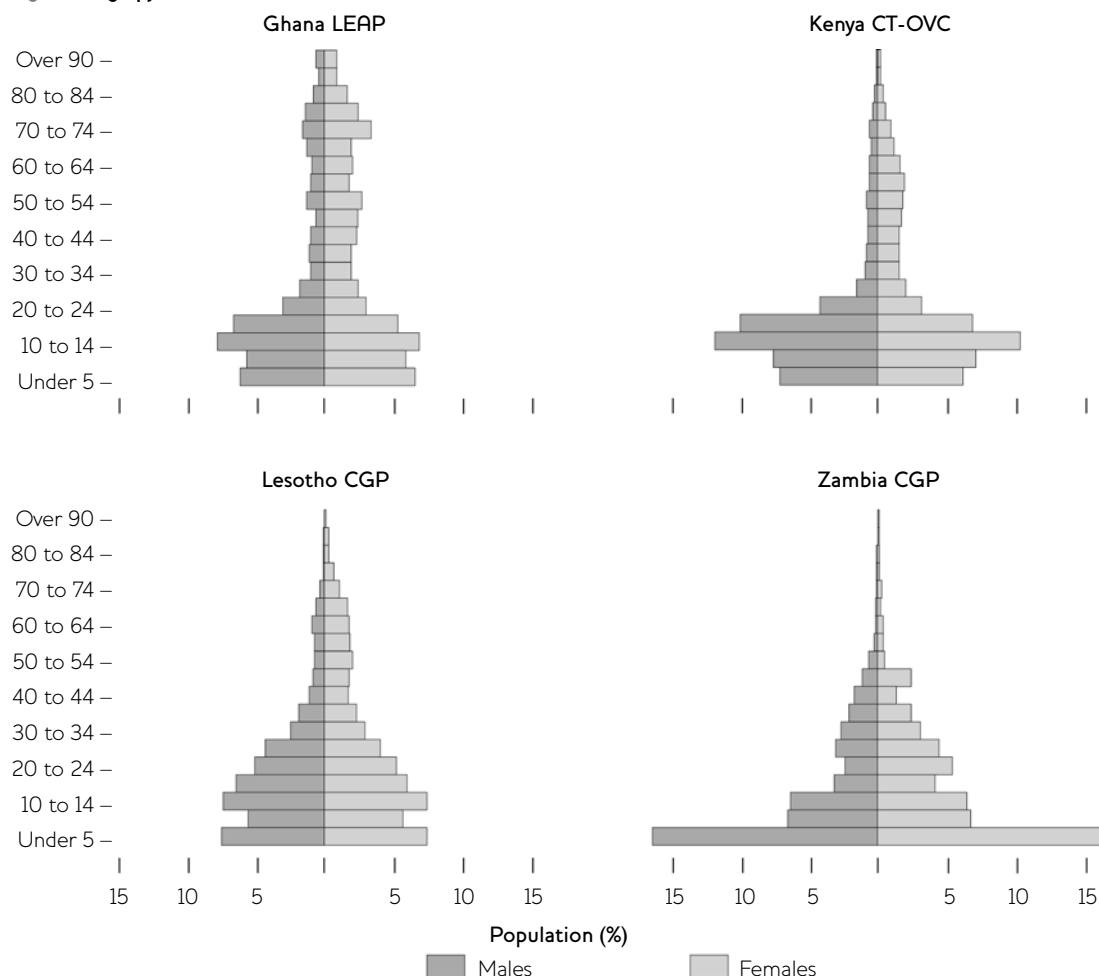 Ghana LEAP
Kenya CT-OVC
Over 90 –
80 to 84 –
70 to 74 –
60 to 64 –
50 to 54 –
40 to 44 –
30 to 34 –
20 to 24 –
10 to 14 –
Under 5 –
Lesotho CGP
Zambia CGP
Over 90 –
80 to 84 –
70 to 74 –
60 to 64 –
50 to 54 –
40 to 44 –
30 to 34 –
20 to 24 –
10 to 14 –
Under 5 –
15 10 5 5 10 15 15 10 5 5 10 15
Population (%)
Males Females